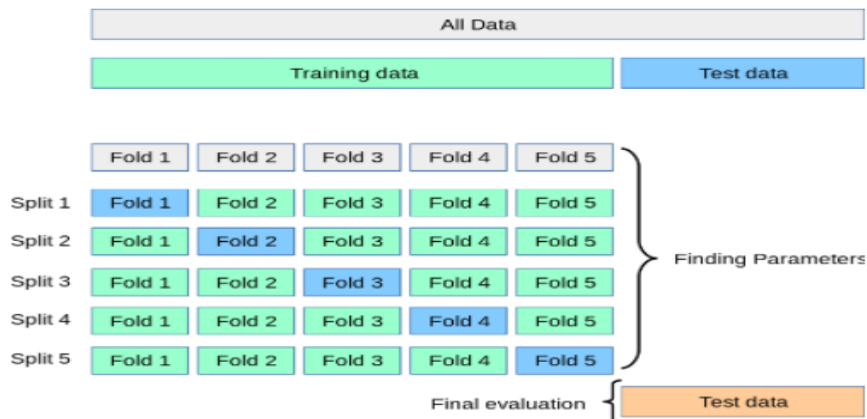 All Data
Training data Test data
Fold 1 Fold 2 Fold 3 Fold 4 Fold 5
Split 1 Fold 1 Fold 2 Fold 3 Fold 4 Fold 5
Split 2 Fold 1 Fold 2 Fold 3 Fold 4 Fold 5
Finding Parameters
Split 3 Fold 1 Fold 2 Fold 3 Fold 4 Fold 5
Split 4 Fold 1 Fold 2 Fold 3 Fold 4 Fold 5
Split 5 Fold 1 Fold 2 Fold 3 Fold 4 Fold 5
Final evaluation Test data